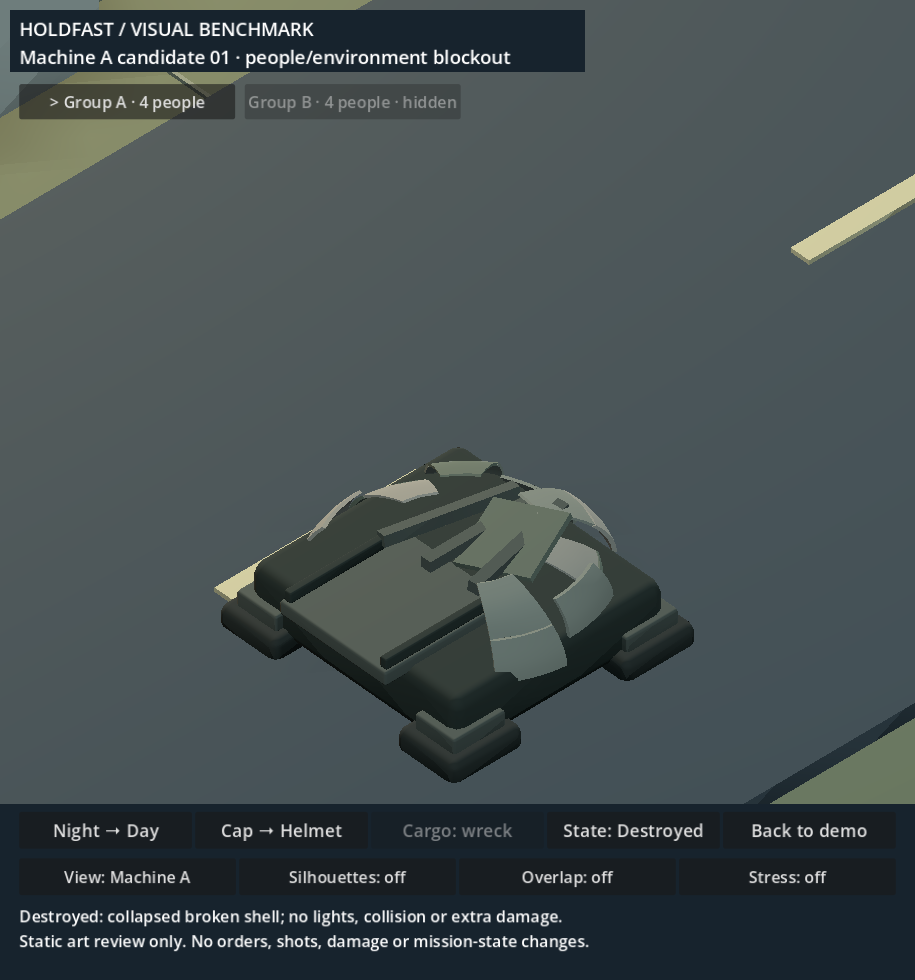 HOLDFAST / VISUAL BENCHMARK
Machine A candidate 01 · people/environment blockout
> Group A · 4 people
Group B · 4 people · hidden
Night → Day
Cap → Helmet
Cargo: wreck
State: Destroyed
Back to demo
View: Machine A
Silhouettes: off
Overlap: off
Stress: off
Destroyed: collapsed broken shell; no lights, collision or extra damage.
Static art review only. No orders, shots, damage or mission-state changes.